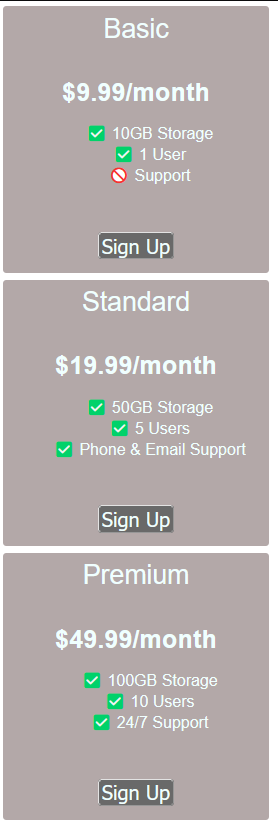 Basic
$9.99/month
✅ 10GB Storage
✅ 1 User
🚫 Support
Sign Up
Standard
$19.99/month
✅ 50GB Storage
✅ 5 Users
✅ Phone & Email Support
Sign Up
Premium
$49.99/month
✅ 100GB Storage
✅ 10 Users
✅ 24/7 Support
Sign Up